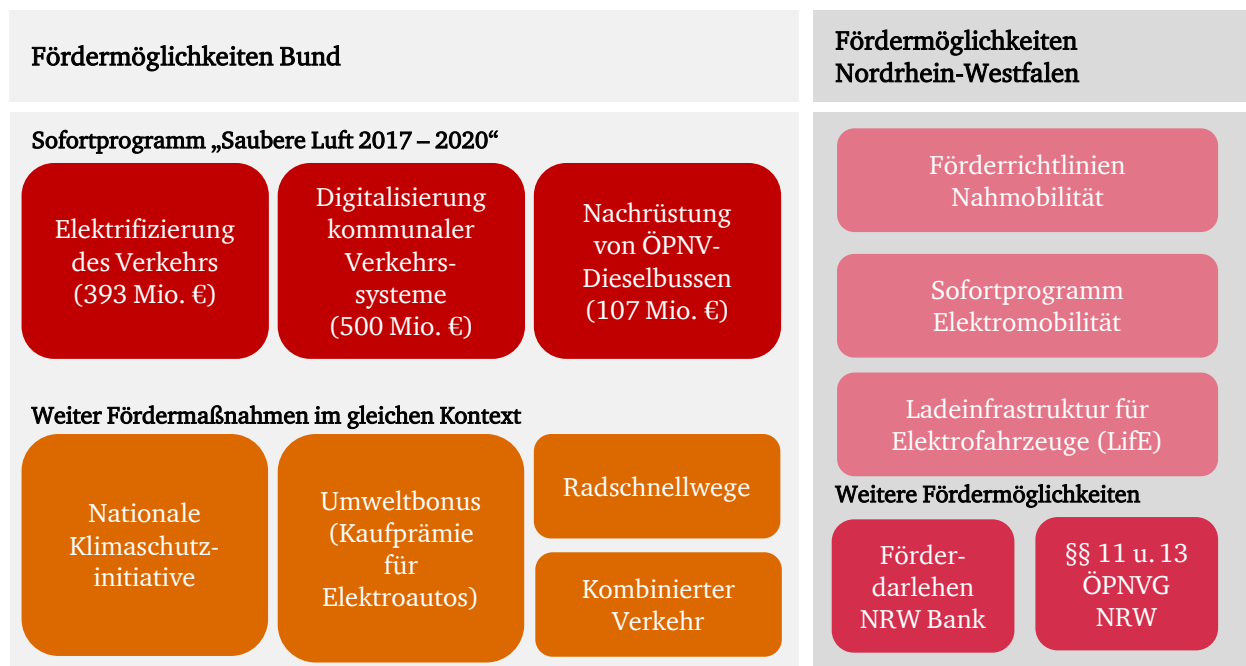 Fördermöglichkeiten Bund
Sofortprogramm „Saubere Luft 2017 – 2020“
Elektrifizierung
des Verkehrs
(393 Mio. €)
Digitalisierung
kommunaler
Verkehrs-
systeme
(500 Mio. €)
Nachrüstung
von ÖPNV-
Dieselbussen
(107 Mio. €)
Weiter Fördermaßnahmen im gleichen Kontext
Nationale
Klimaschutz-
initiative
Umweltbonus
(Kaufprämie
für
Elektroautos)
Radschnellwege
Kombinierter
Verkehr
Fördermöglichkeiten
Nordrhein-Westfalen
Förderrichtlinien
Nahmobilität
Sofortprogramm
Elektromobilität
Ladeinfrastruktur für
Elektrofahrzeuge (LifE)
Weitere Fördermöglichkeiten
Förder-
darlehen
NRW Bank
§§ 11 u. 13
ÖPNVG
NRW